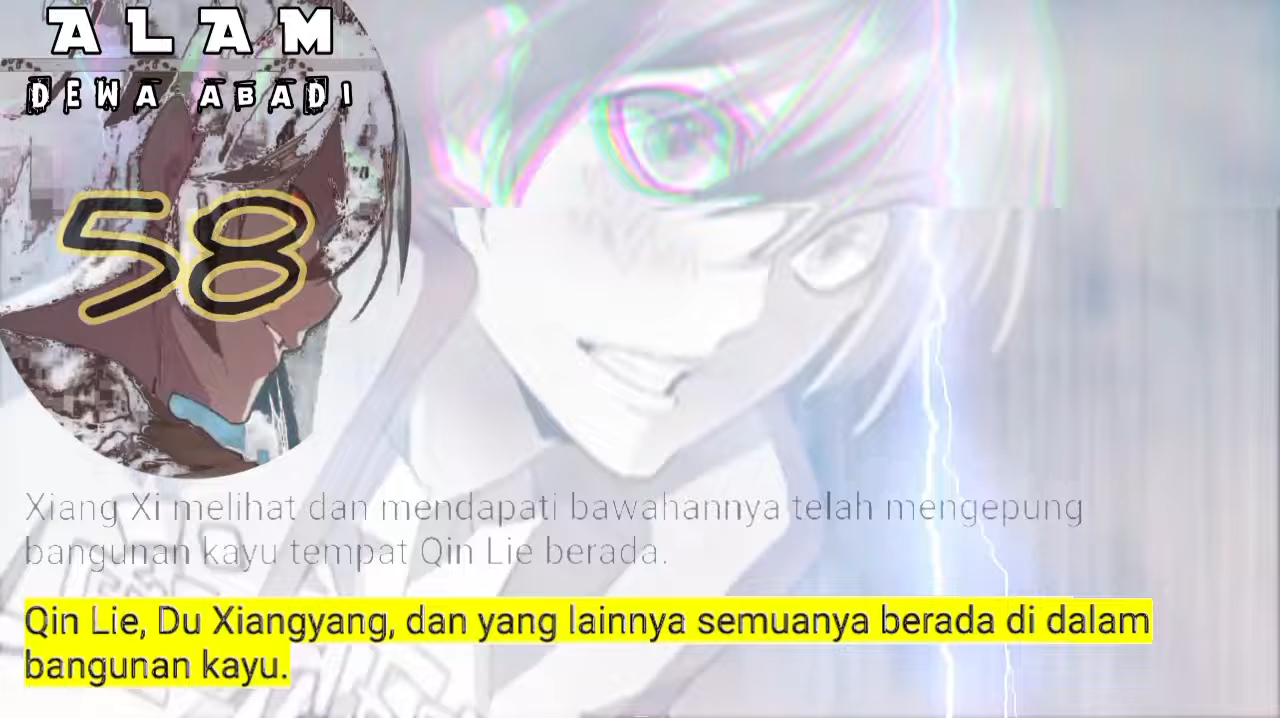 ALAM
DEWA ABADI
58
Xiang Xi melihat dan mendapati bawahannya telah mengepung
bangunan kayu tempat Qin Lie berada.
Qin Lie, Du Xiangyang, dan yang lainnya semuanya berada di dalam
bangunan kayu.